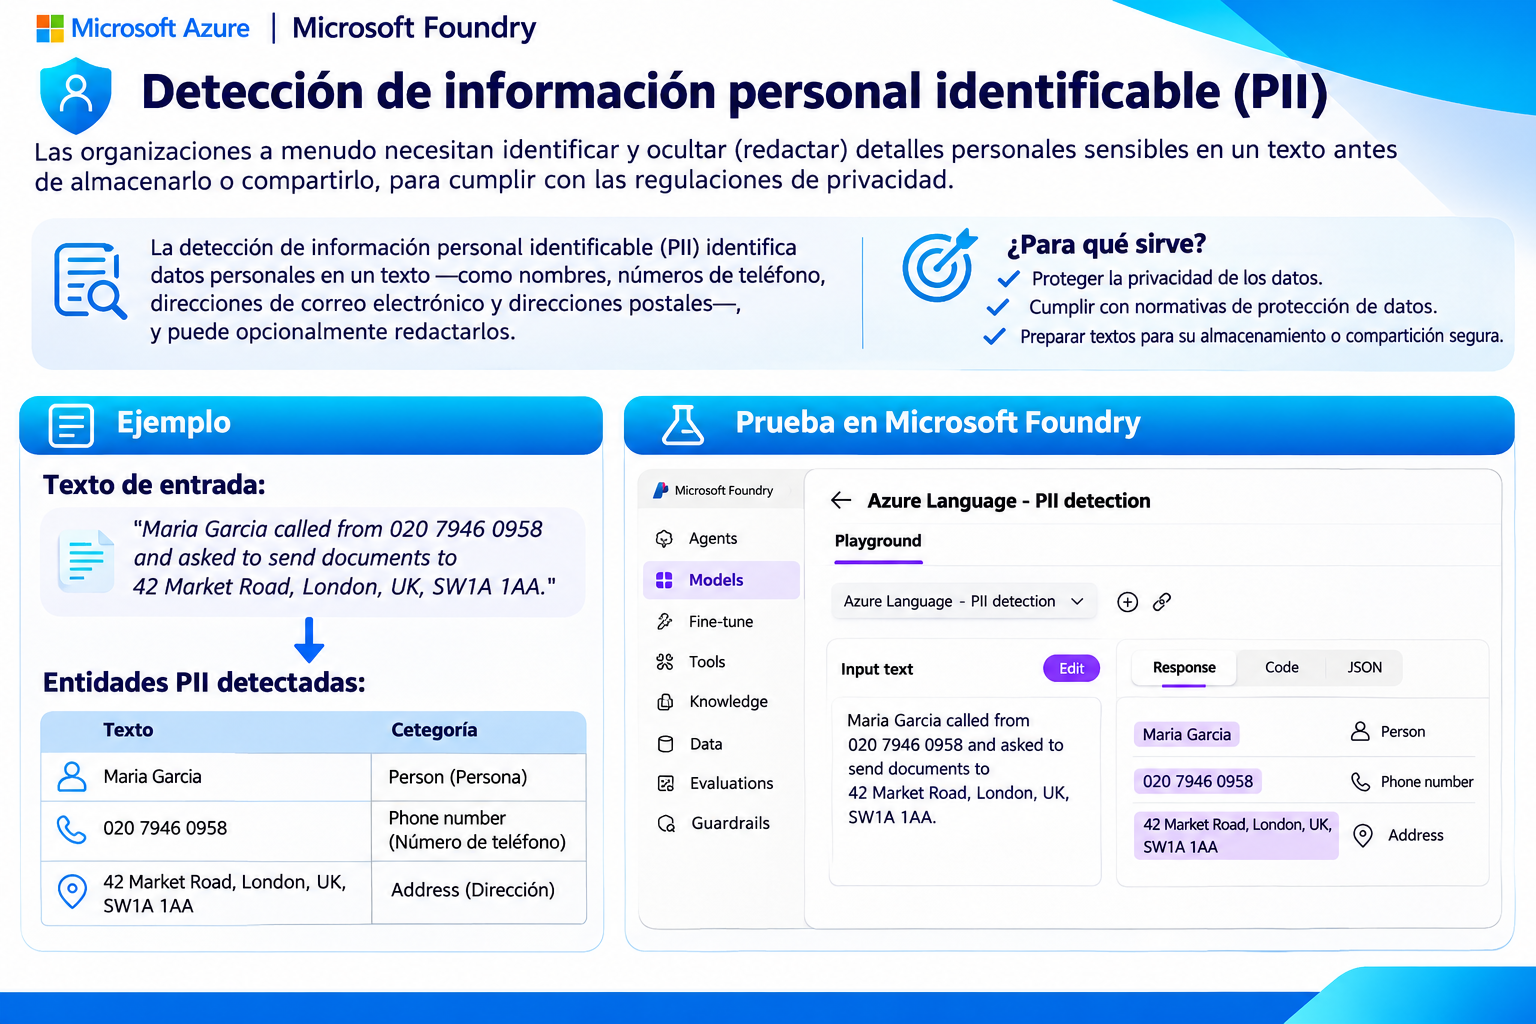 Microsoft Azure | Microsoft Foundry
Detección de información personal identificable (PII)
Las organizaciones a menudo necesitan identificar y ocultar (redactar) detalles personales sensibles en un texto antes
de almacenarlo o compartirlo, para cumplir con las regulaciones de privacidad.
La detección de información personal identificable (PII) identifica
datos personales en un texto —como nombres, números de teléfono,
direcciones de correo electrónico y direcciones postales—,
y puede opcionalmente redactarlos.
¿Para qué sirve?
Proteger la privacidad de los datos.
Cumplir con normativas de protección de datos.
Preparar textos para su almacenamiento o compartición segura.
Ejemplo
Texto de entrada:
"Maria Garcia called from 020 7946 0958
and asked to send documents to
42 Market Road, London, UK, SW1A 1AA."
Entidades PII detectadas:
Texto Cetegoría
Maria Garcia Person (Persona)
020 7946 0958 Phone number
(Número de teléfono)
42 Market Road, London, UK,
SW1A 1AA
Address (Dirección)
Prueba en Microsoft Foundry
Microsoft Foundry
Agents
Models
Fine-tune
Tools
Knowledge
Data
Evaluations
Guardrails
Azure Language - PII detection
Playground
Azure Language - PII detection
Input text Edit
Maria Garcia called from
020 7946 0958 and asked to
send documents to
42 Market Road, London, UK,
SW1A 1AA.
Response Code JSON
Maria Garcia Person
020 7946 0958 Phone number
42 Market Road, London, UK,
SW1A 1AA
Address